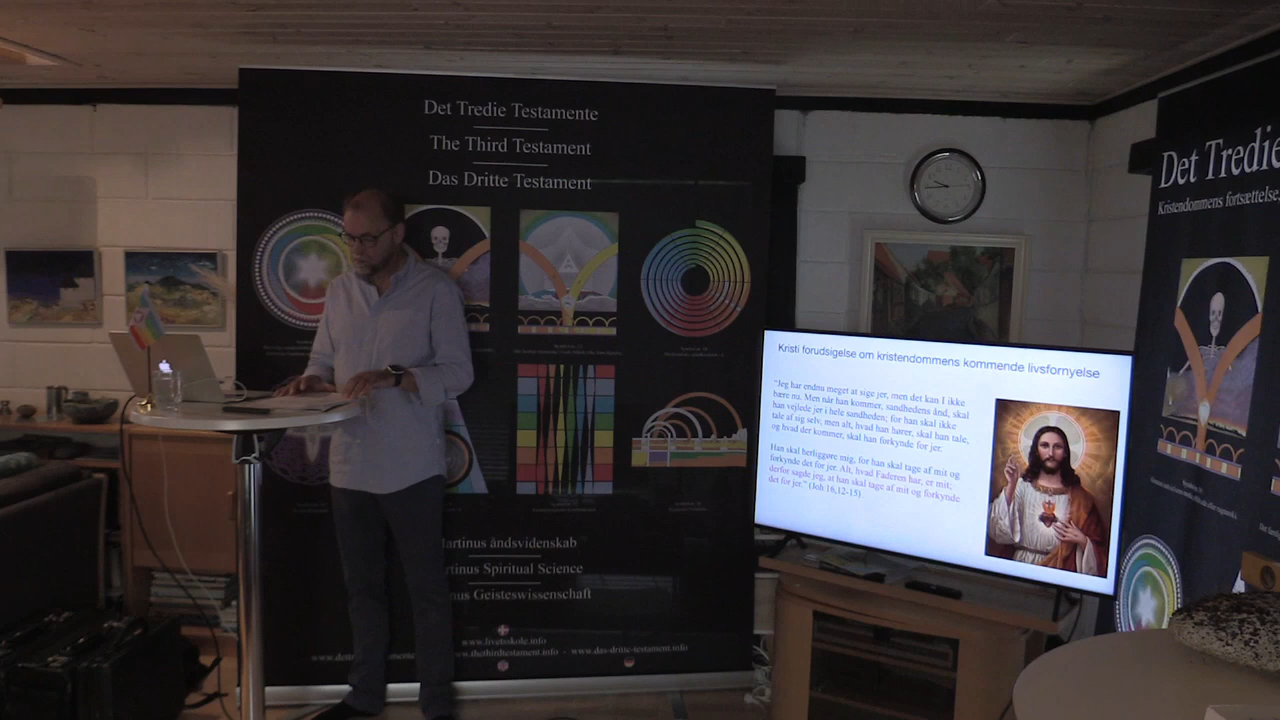 Det Tredie Testamente
The Third Testament
Das Dritte Testament
artinus åndsvidenskab
tinus Spiritual Science
nus Geisteswissenschaft
www.livetsskole.info
www.thethirdtestament.info - www.das-dritte-testament.info
Kristi forudsigelse om kristendommens kommende livsfornyelse
"Jeg har endnu meget at sige jer, men det kan I ikke
bære nu. Men når han kommer, sandhedens ånd, skal
han vejlede jer i hele sandheden; for han skal ikke
tale af sig selv, men alt, hvad han hører, skal han tale,
og hvad der kommer, skal han forkynde for jer.
Han skal herliggøre mig, for han skal tage af mit og
forkynde det for jer. Alt, hvad Faderen har, er mit;
derfor sagde jeg, at han skal tage af mit og forkynde
det for jer." (Joh 16,12-15)
Det Tredie
Kristendommens fortsættelse,